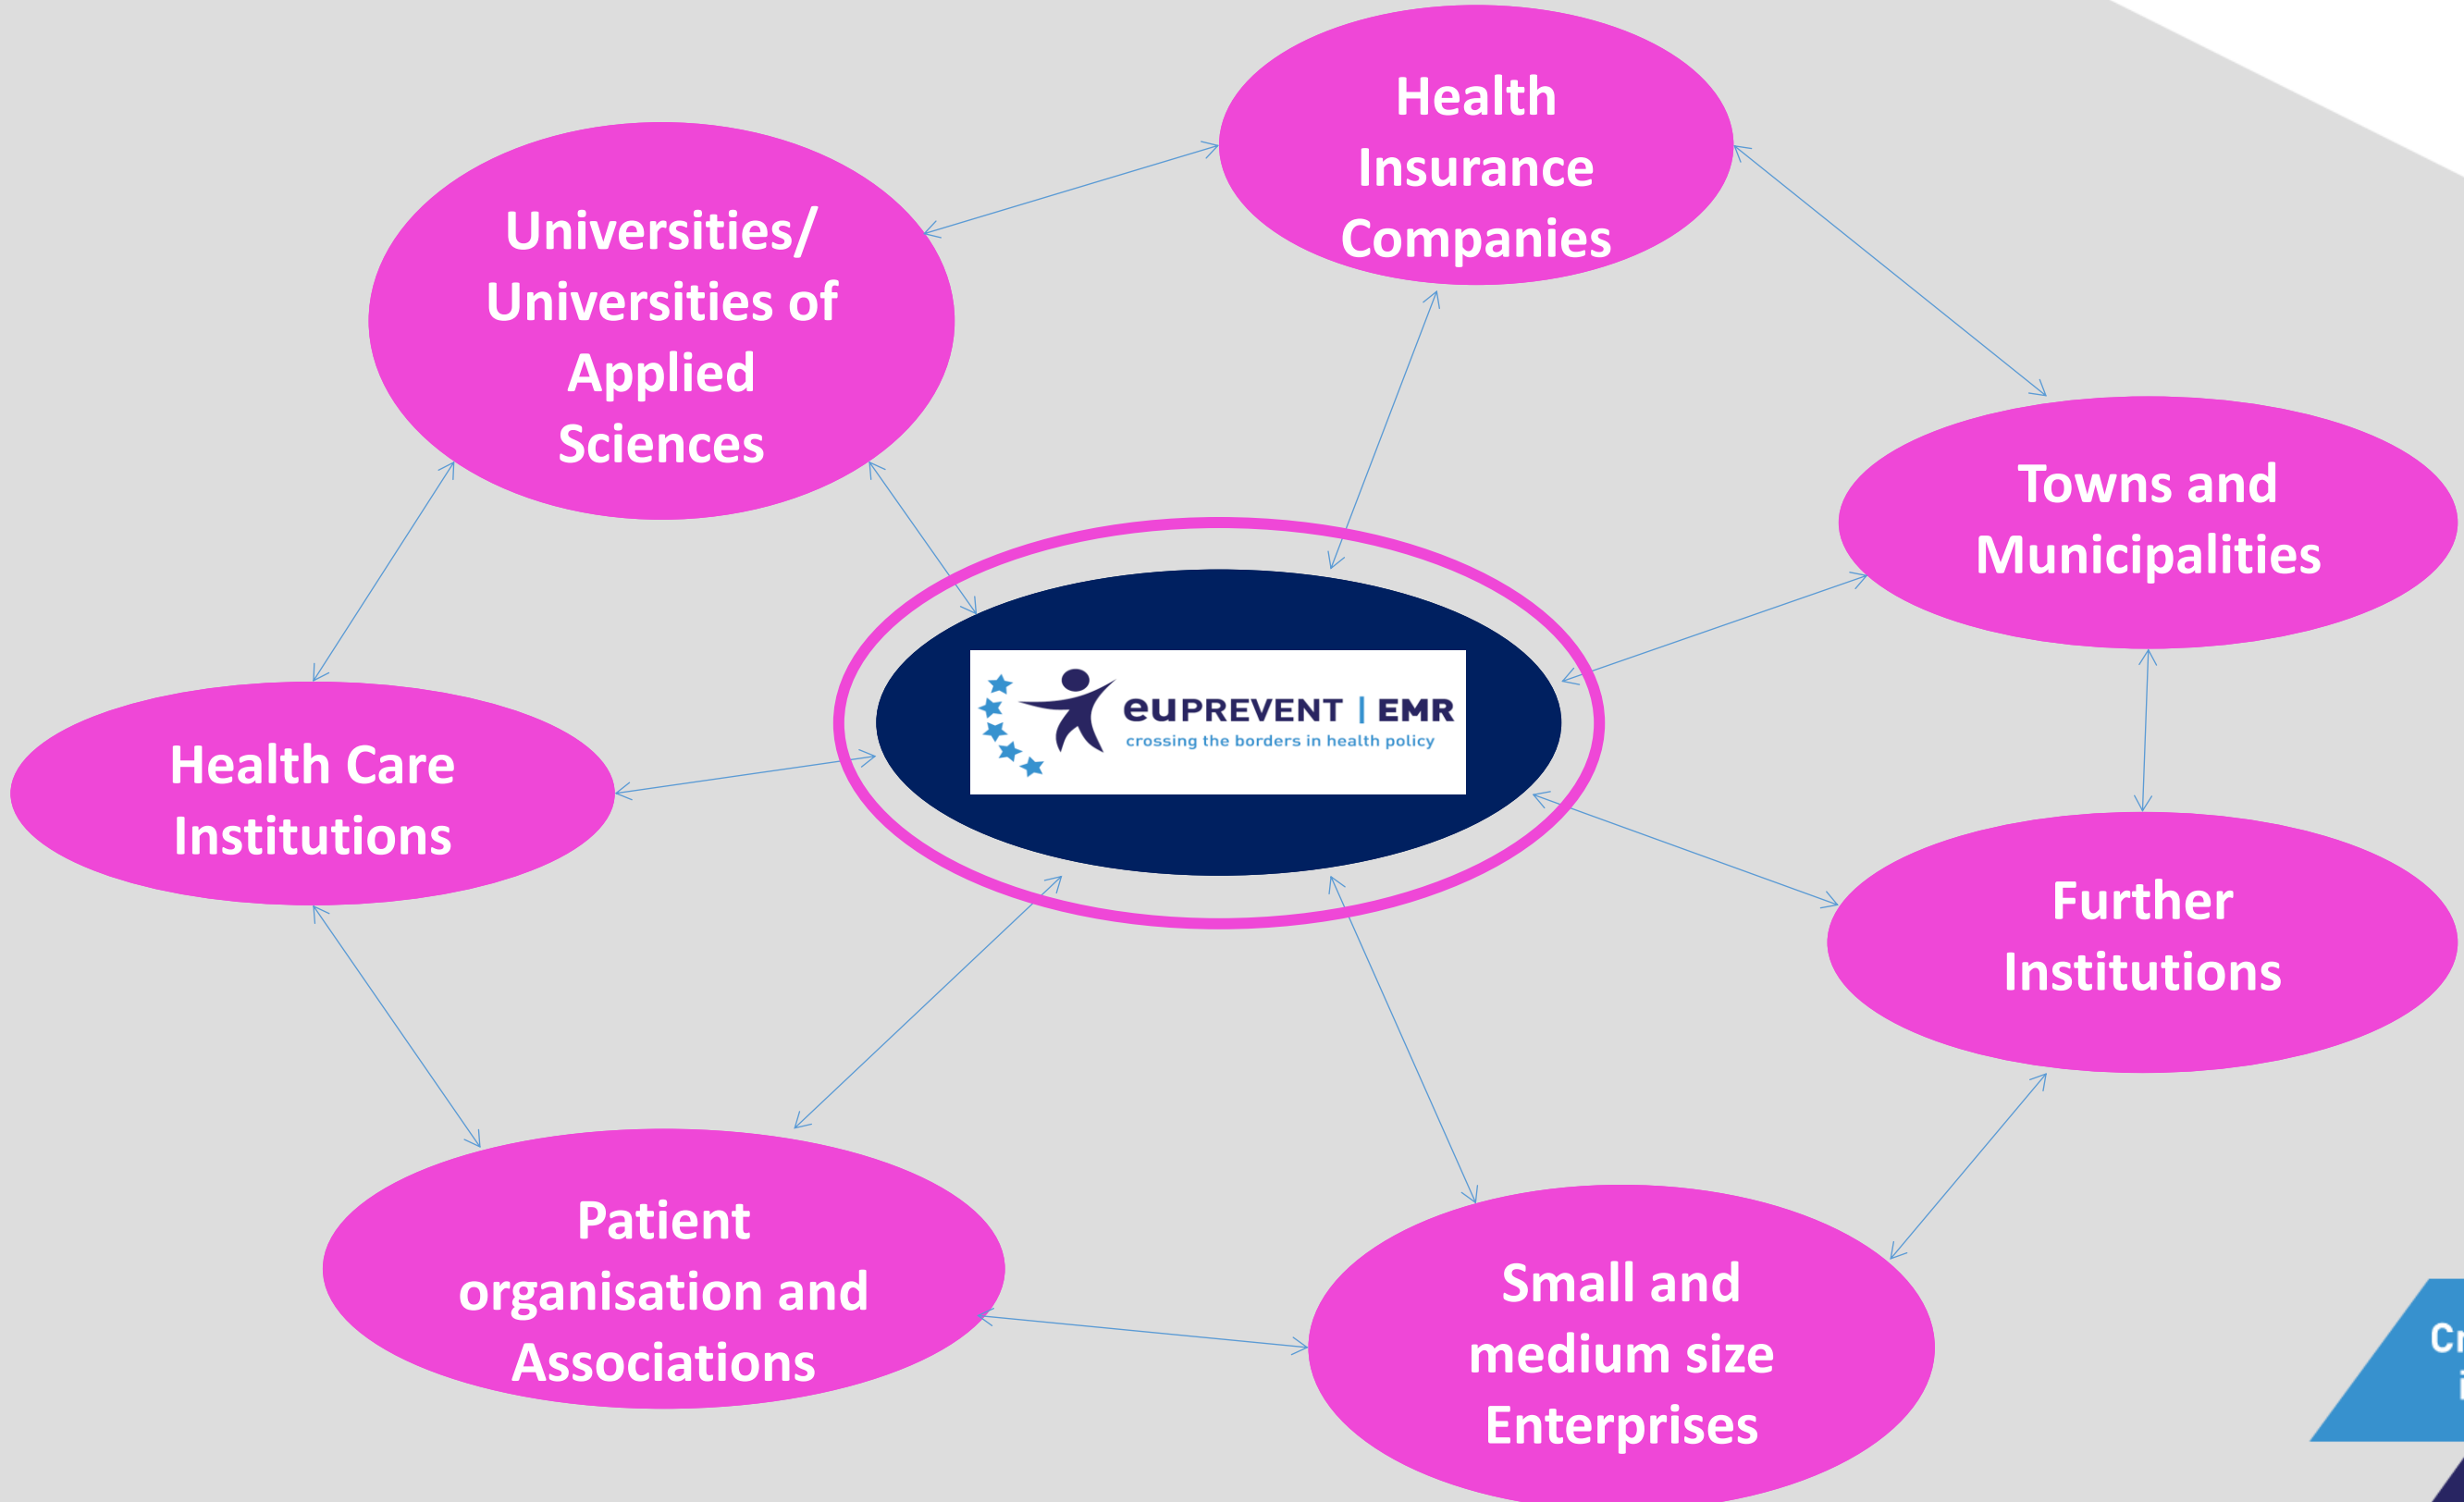 Health
Insurance
Companies
Universities/
Universities of
Applied
Sciences
Towns and
Municipalities
euPREVENT | EMR
crossing the borders in health policy
Health Care
Institutions
Further
Institutions
Patient
organisation and
Associations
Small and
medium size
Enterprises